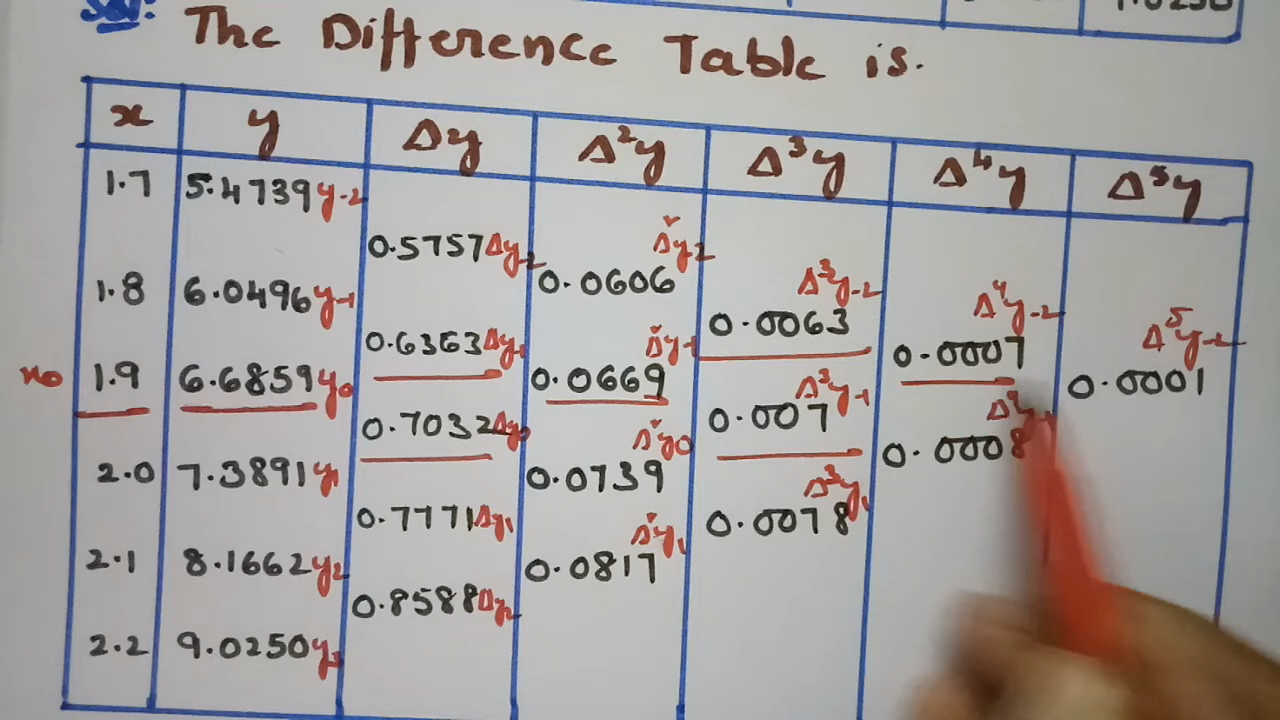 Sol:
1.0250
The Difference Table is.
x y Δy Δ²y Δ³y Δ⁴y Δ⁵y
1.7 5.4739 y-2
0.5757 Δy-2 Δ²y-2
1.8 6.0496 y-1 0.0606 Δ³y-2
0.6363 Δy-1 Δ²y-1 0.0063 Δ⁴y-2 Δ⁵y-2
x0 1.9 6.6859 y0 0.0669 Δ³y-1 0.0007 0.0001
0.7032 Δy0 Δ²y0 0.007 Δ⁴y-1
2.0 7.3891 y1 0.0739 Δ³y1 0.0008
0.7771 Δy1 Δ²y1 0.0078
2.1 8.1662 y2 0.0817
0.8588 Δy2
2.2 9.0250 y3